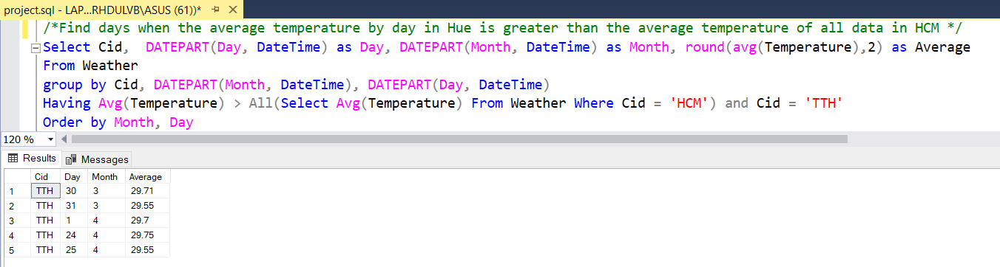 project.sql - LAP...RHDULVB\ASUS (61))*
/*Find days when the average temperature by day in Hue is greater than the average temperature of all data in HCM */
Select Cid,  DATEPART(Day, DateTime) as Day, DATEPART(Month, DateTime) as Month, round(avg(Temperature),2) as Average
From Weather
group by Cid, DATEPART(Month, DateTime), DATEPART(Day, DateTime)
Having Avg(Temperature) > All(Select Avg(Temperature) From Weather Where Cid = 'HCM') and Cid = 'TTH'
Order by Month, Day
120 %
Results Messages
Cid Day Month Average
1 TTH 30 3 29.71
2 TTH 31 3 29.55
3 TTH 1 4 29.7
4 TTH 24 4 29.75
5 TTH 25 4 29.55